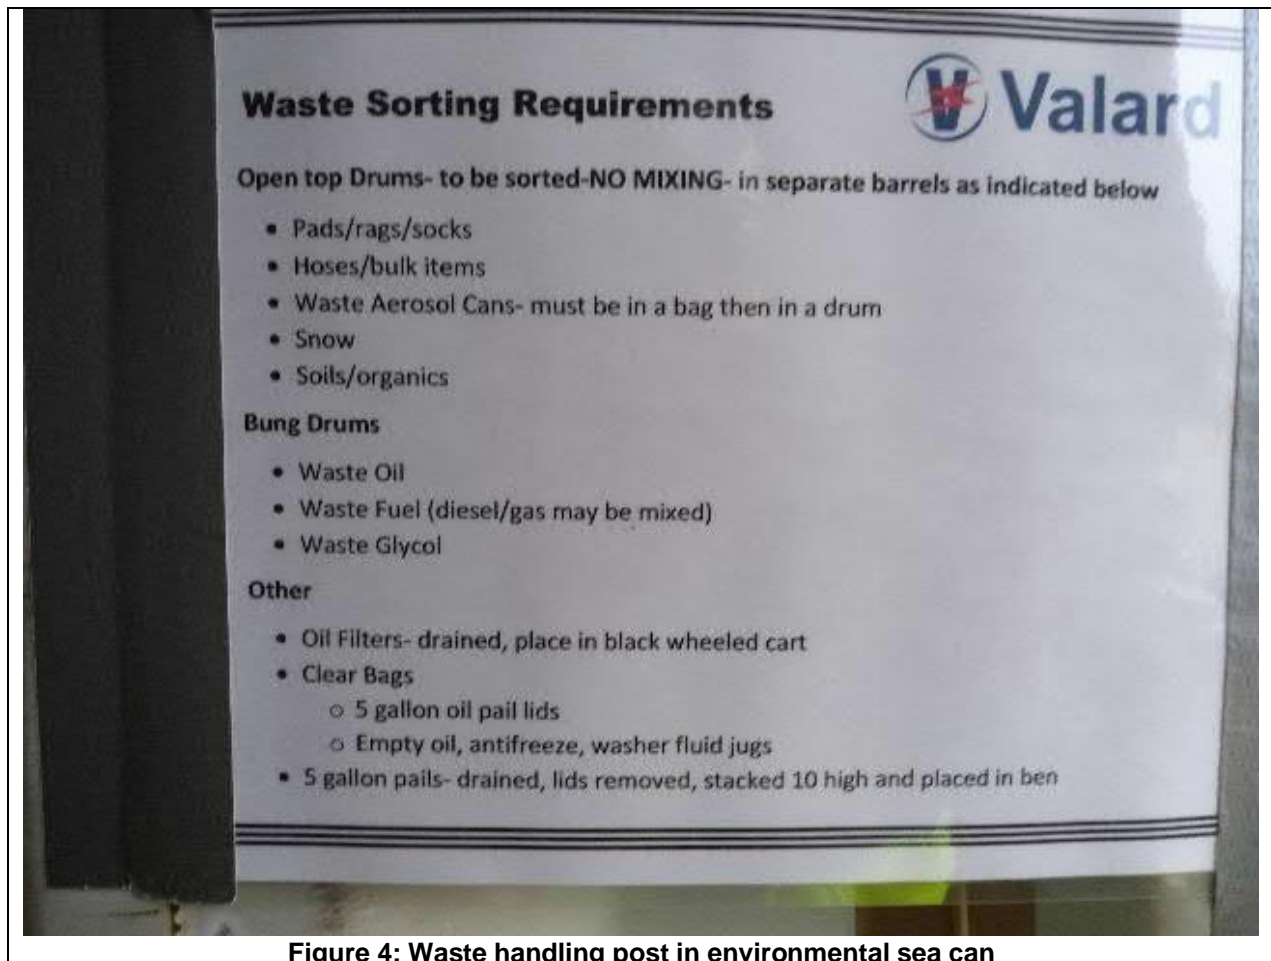 Valard
Waste Sorting Requirements
Open top Drums- to be sorted-NO MIXING- in separate barrels as indicated below
• Pads/rags/socks
• Hoses/bulk items
• Waste Aerosol Cans- must be in a bag then in a drum
• Snow
• Soils/organics
Bung Drums
• Waste Oil
• Waste Fuel (diesel/gas may be mixed)
• Waste Glycol
Other
• Oil Filters- drained, place in black wheeled cart
• Clear Bags
o 5 gallon oil pail lids
o Empty oil, antifreeze, washer fluid jugs
• 5 gallon pails- drained, lids removed, stacked 10 high and placed in ben
Figure 4: Waste handling post in environmental sea can